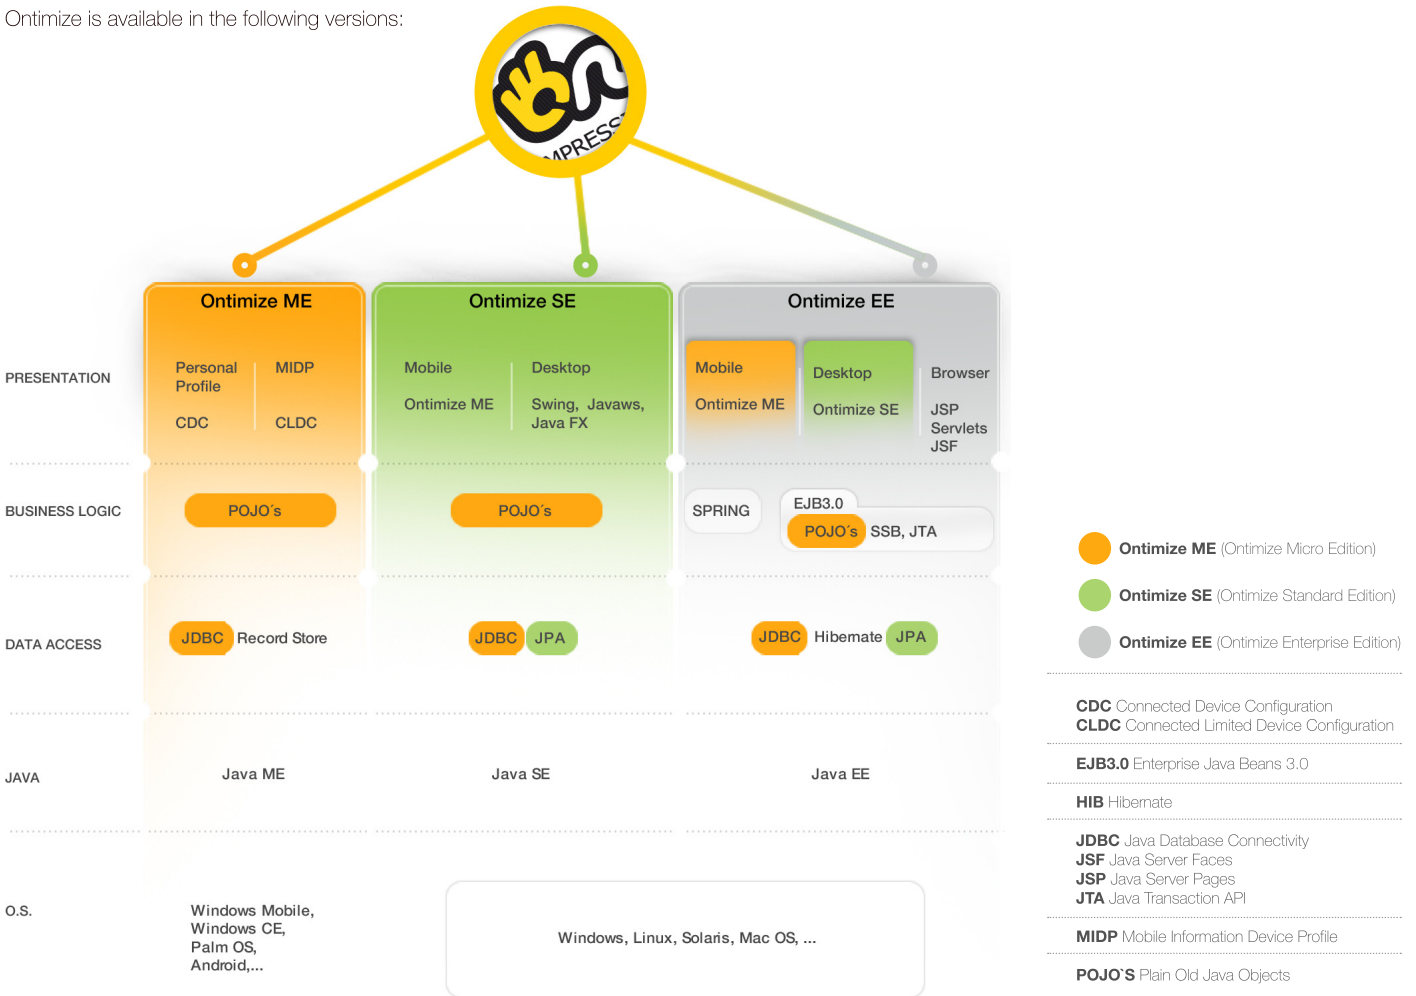 Ontimize is available in the following versions:
MPRESS
Ontimize ME
Ontimize SE
Ontimize EE
PRESENTATION
Personal
Profile
CDC
MIDP
CLDC
Mobile
Ontimize ME
Desktop
Swing, Javaws,
Java FX
Mobile
Ontimize ME
Desktop
Ontimize SE
Browser
JSP
Servlets
JSF
BUSINESS LOGIC
POJO´s
POJO´s
SPRING
EJB3.0
POJO´s SSB, JTA
DATA ACCESS
JDBC Record Store
JDBC JPA
JDBC Hibernate JPA
JAVA
Java ME
Java SE
Java EE
O.S.
Windows Mobile,
Windows CE,
Palm OS,
Android,...
Windows, Linux, Solaris, Mac OS, ...
Ontimize ME (Ontimize Micro Edition)
Ontimize SE (Ontimize Standard Edition)
Ontimize EE (Ontimize Enterprise Edition)
CDC Connected Device Configuration
CLDC Connected Limited Device Configuration
EJB3.0 Enterprise Java Beans 3.0
HIB Hibernate
JDBC Java Database Connectivity
JSF Java Server Faces
JSP Java Server Pages
JTA Java Transaction API
MIDP Mobile Information Device Profile
POJO`S Plain Old Java Objects